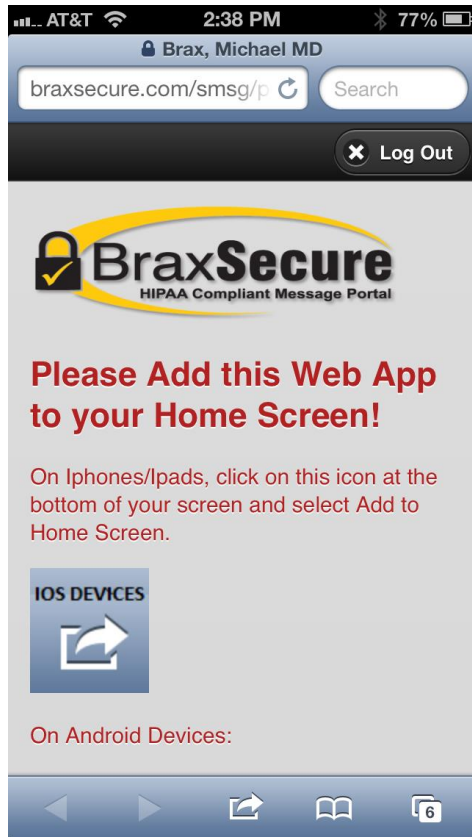 AT&T 2:38 PM 77%
Brax, Michael MD
braxsecure.com/smsg/p Search
Log Out
BraxSecure
HIPAA Compliant Message Portal
Please Add this Web App
to your Home Screen!
On Iphones/Ipads, click on this icon at the
bottom of your screen and select Add to
Home Screen.
IOS DEVICES
On Android Devices:
6